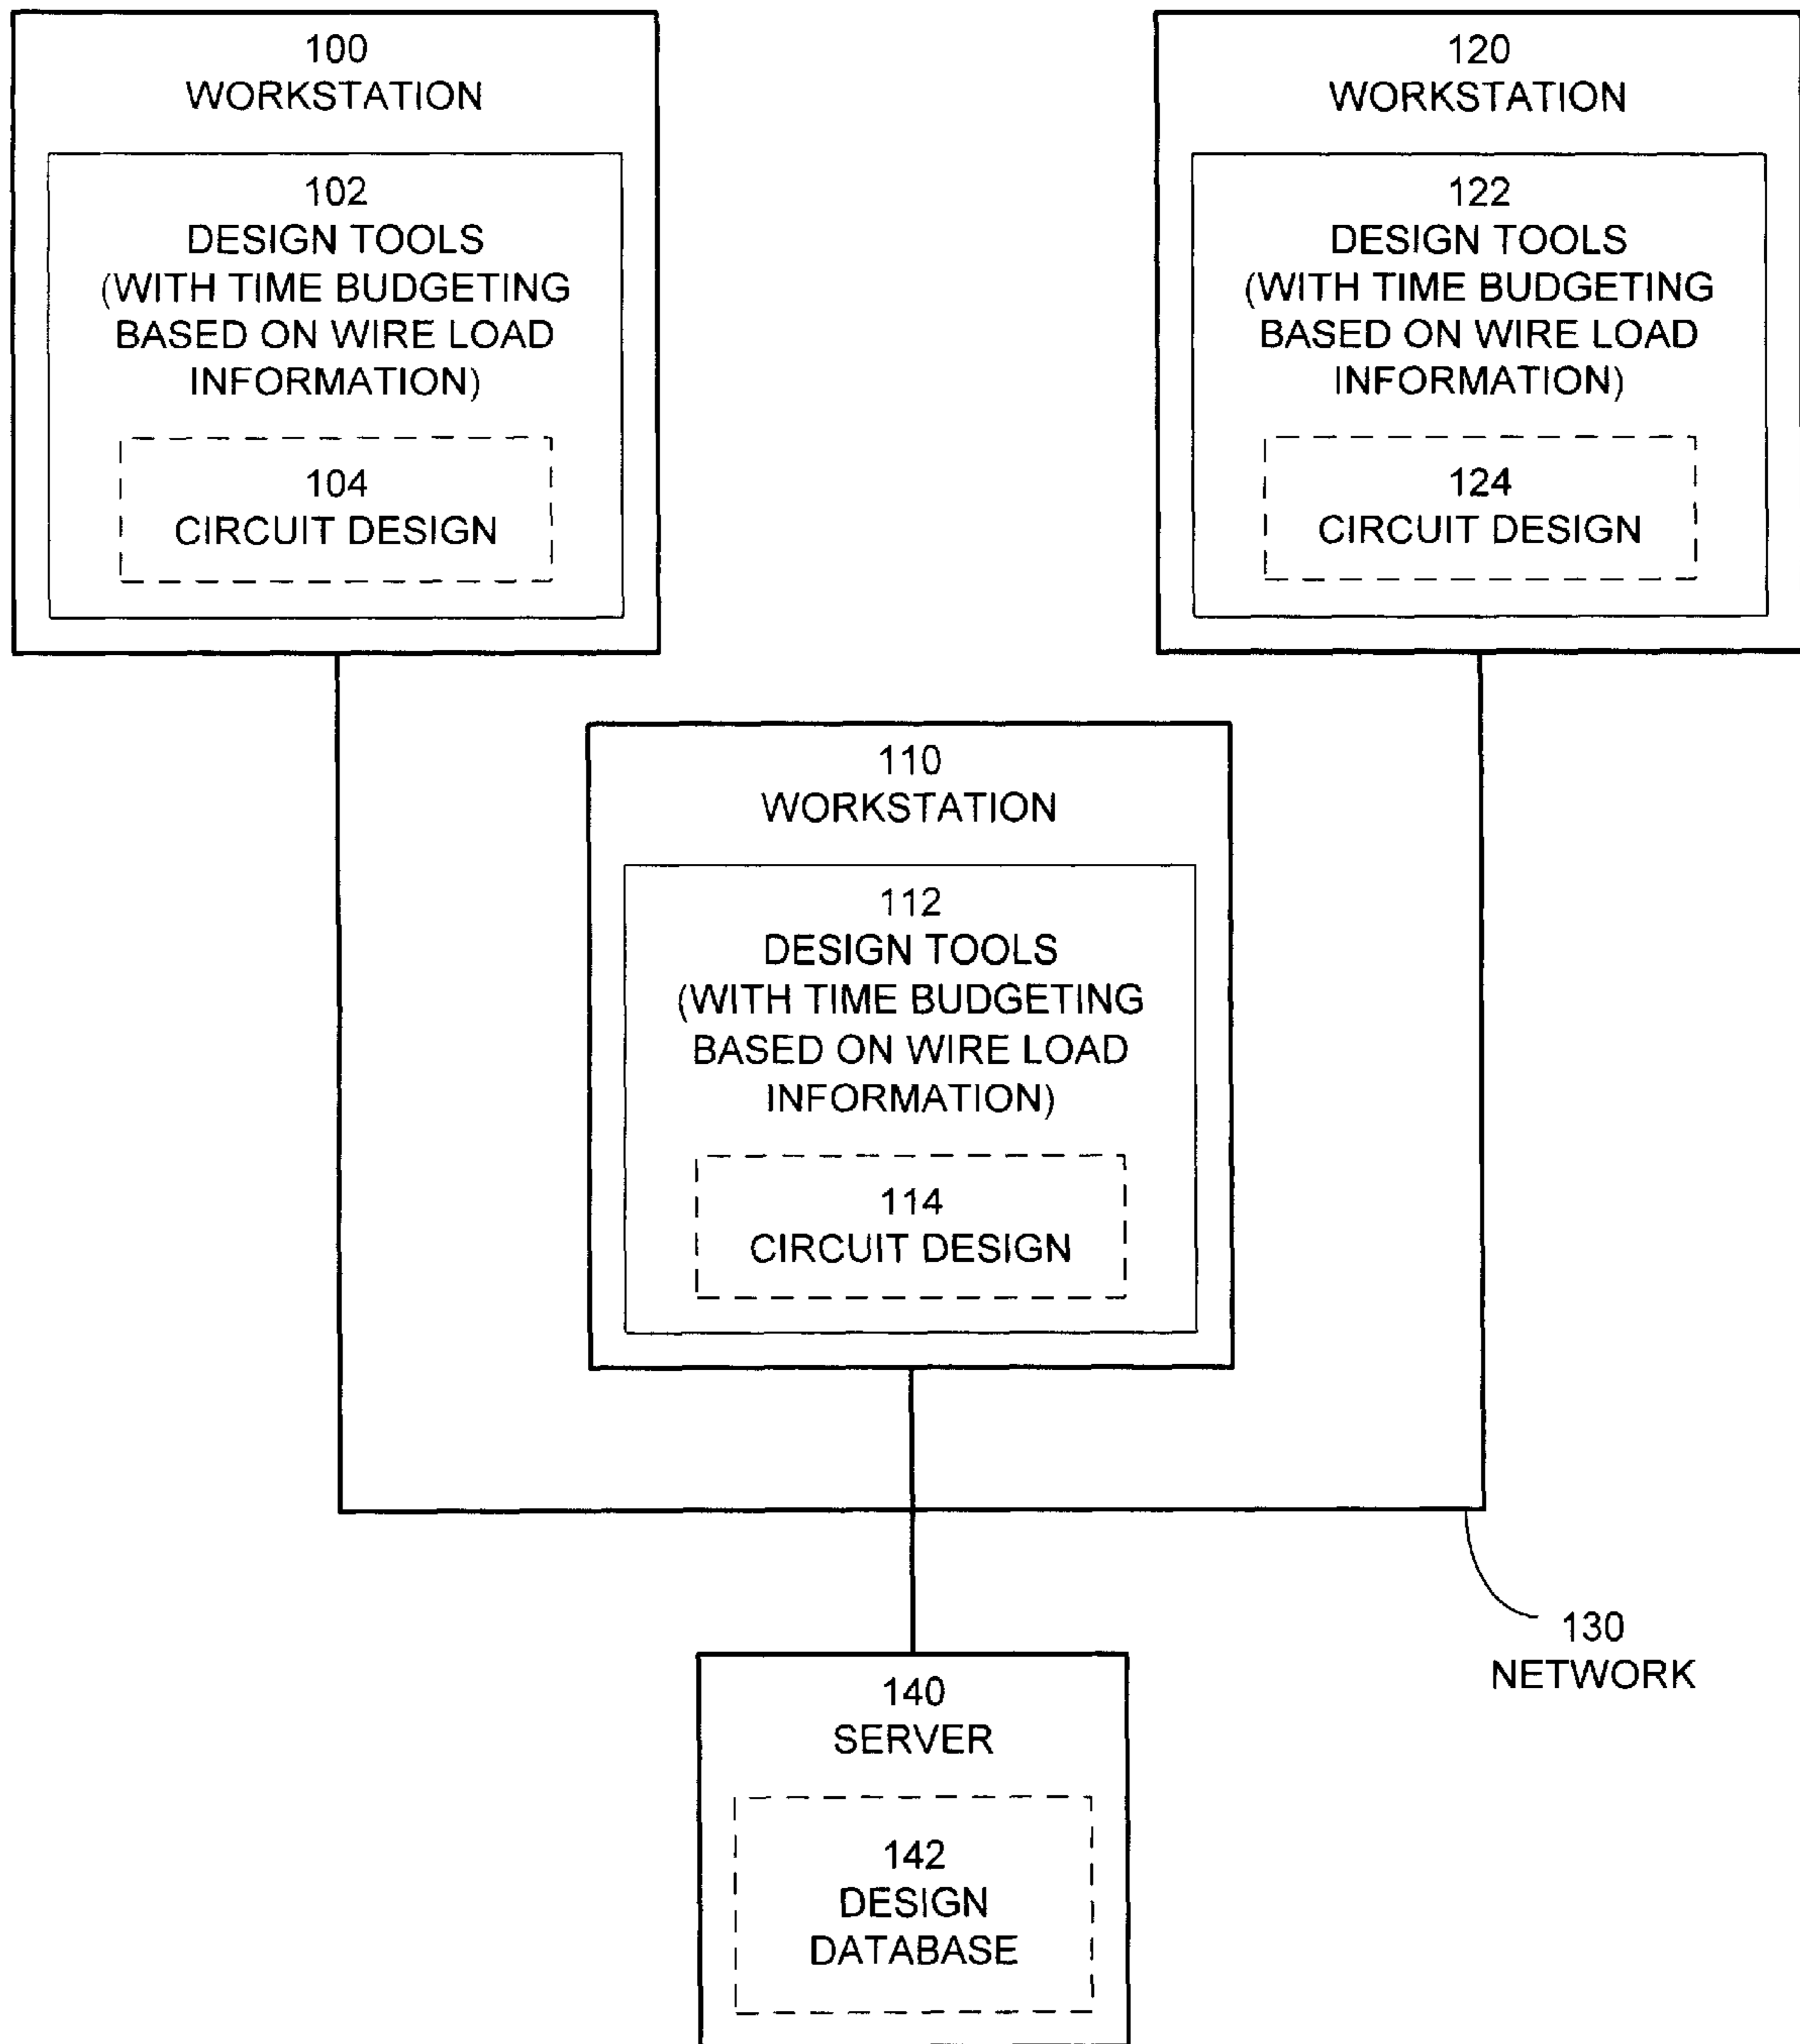 100
WORKSTATION
102
DESIGN TOOLS
(WITH TIME BUDGETING
BASED ON WIRE LOAD
INFORMATION)
104
CIRCUIT DESIGN
120
WORKSTATION
122
DESIGN TOOLS
(WITH TIME BUDGETING
BASED ON WIRE LOAD
INFORMATION)
124
CIRCUIT DESIGN
110
WORKSTATION
112
DESIGN TOOLS
(WITH TIME BUDGETING
BASED ON WIRE LOAD
INFORMATION)
114
CIRCUIT DESIGN
130
NETWORK
140
SERVER
142
DESIGN
DATABASE